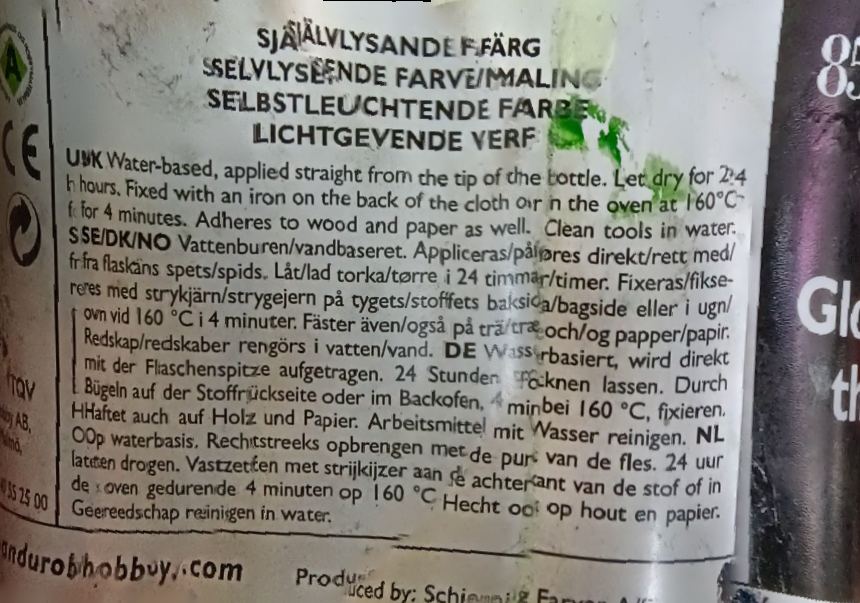 SJÄLVLYSANDE FÄRG
SELVLYSENDE FARVE/MALING
SELBSTLEUCHTENDE FARBE
LICHTGEVENDE VERF
A
CE
85
UK Water-based, applied straight from the tip of the bottle. Let dry for 24
hours. Fixed with an iron on the back of the cloth or in the oven at 160°C
for 4 minutes. Adheres to wood and paper as well. Clean tools in water.
SE/DK/NO Vattenburen/vandbaseret. Appliceras/påføres direkt/rett med/
fra flaskans spets/spids. Låt/lad torka/tørre i 24 timmar/timer. Fixeras/fikse-
res med strykjärn/strygejern på tygets/stoffets baksida/bagside eller i ugn/
ovn vid 160 °C i 4 minuter. Fäster även/også på trä/træ och/og papper/papir.
Redskap/redskaber rengörs i vatten/vand. DE Wasserbasiert, wird direkt
mit der Flaschenspitze aufgetragen. 24 Stunden trocknen lassen. Durch
Bügeln auf der Stoffrückseite oder im Backofen, 4 min bei 160 °C, fixieren.
Haftet auch auf Holz und Papier. Arbeitsmittel mit Wasser reinigen. NL
Op waterbasis. Rechtstreeks opbrengen met de punt van de fles. 24 uur
laten drogen. Vastzetten met strijkijzer aan de achterkant van de stof of in
de oven gedurende 4 minuten op 160 °C Hecht ook op hout en papier.
Gereedschap reinigen in water.
AB,
35 25 00
hobby.com
Produced by:
Glo
th